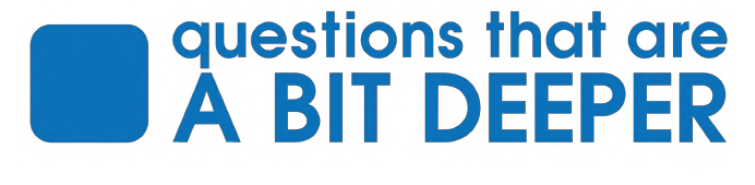 questions that are
A BIT DEEPER